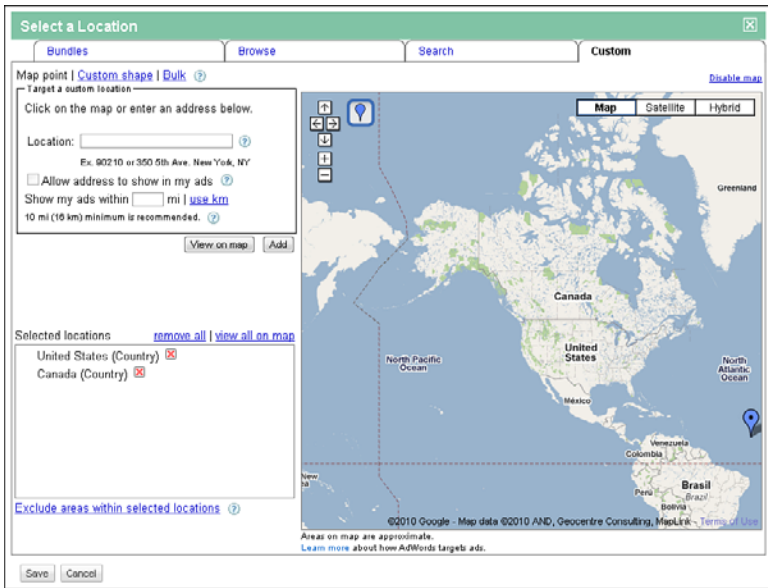 Select a Location
Bundles
Browse
Search
Custom
Map point | Custom shape | Bulk ?
Disable map
Target a custom location
Click on the map or enter an address below.
Location: ?
Ex. 90210 or 350 5th Ave. New York, NY
Allow address to show in my ads ?
Show my ads within mi | use km
10 mi (16 km) minimum is recommended. ?
View on map
Add
Selected locations
remove all | view all on map
United States (Country)
Canada (Country)
Exclude areas within selected locations ?
Map
Satellite
Hybrid
Greenland
Canada
United
States
North Pacific
Ocean
North
Atlantic
Ocean
México
Venezuela
Colombia
New
Perú
Brasil
Brazil
Bolivia
©2010 Google - Map data ©2010 AND, Geocentre Consulting, MapLink - Terms of Use
Areas on map are approximate.
Learn more about how AdWords targets ads.
Save
Cancel